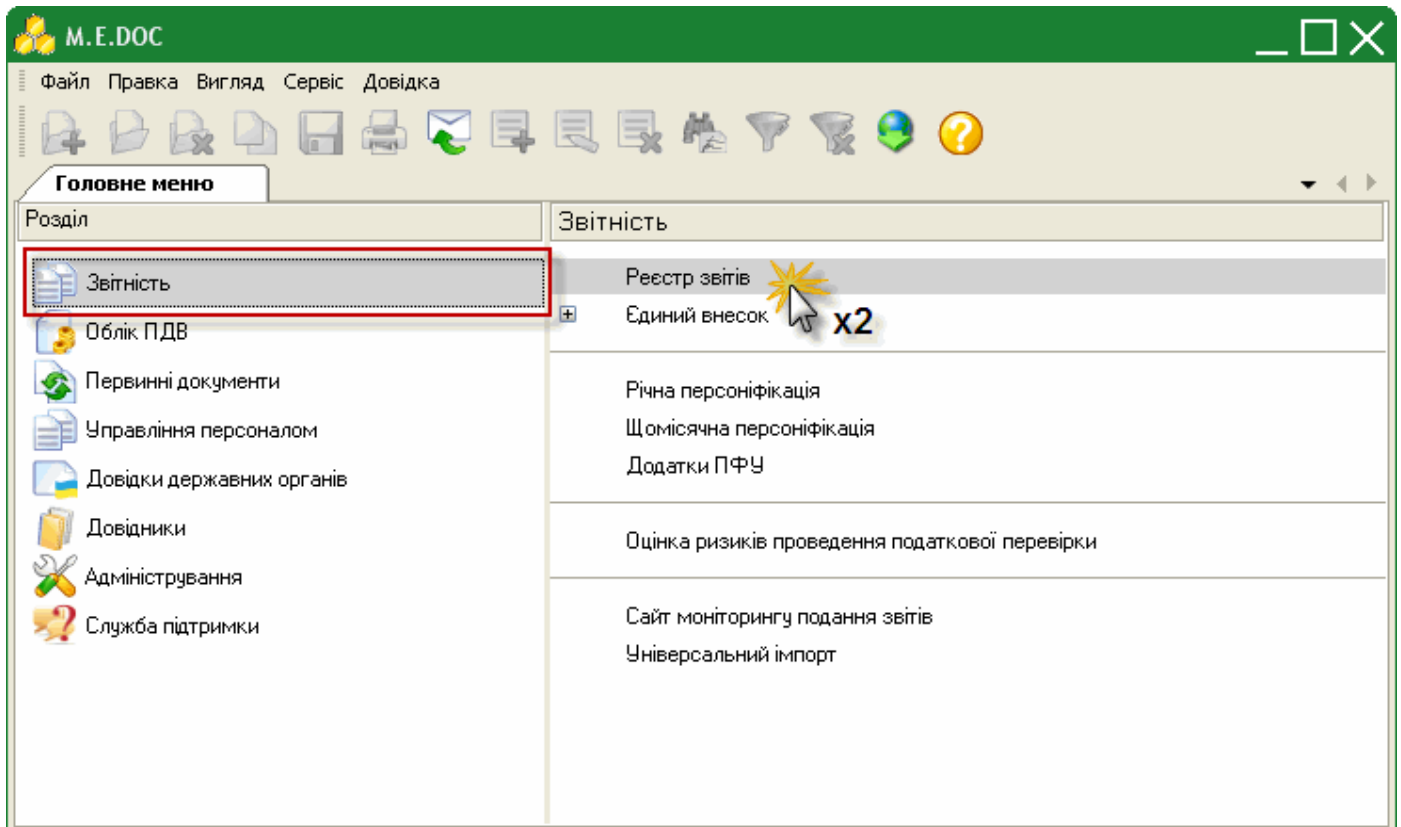 M.E.DOC
Файл Правка Вигляд Сервіс Довідка
Головне меню
Розділ
Звітність
Звітність
Облік ПДВ
Первинні документи
Управління персоналом
Довідки державних органів
Довідники
Адміністрування
Служба підтримки
Реєстр звітів
x2
Єдиний внесок
Річна персоніфікація
Щомісячна персоніфікація
Додатки ПФУ
Оцінка ризиків проведення податкової перевірки
Сайт моніторингу подання звітів
Універсальний імпорт